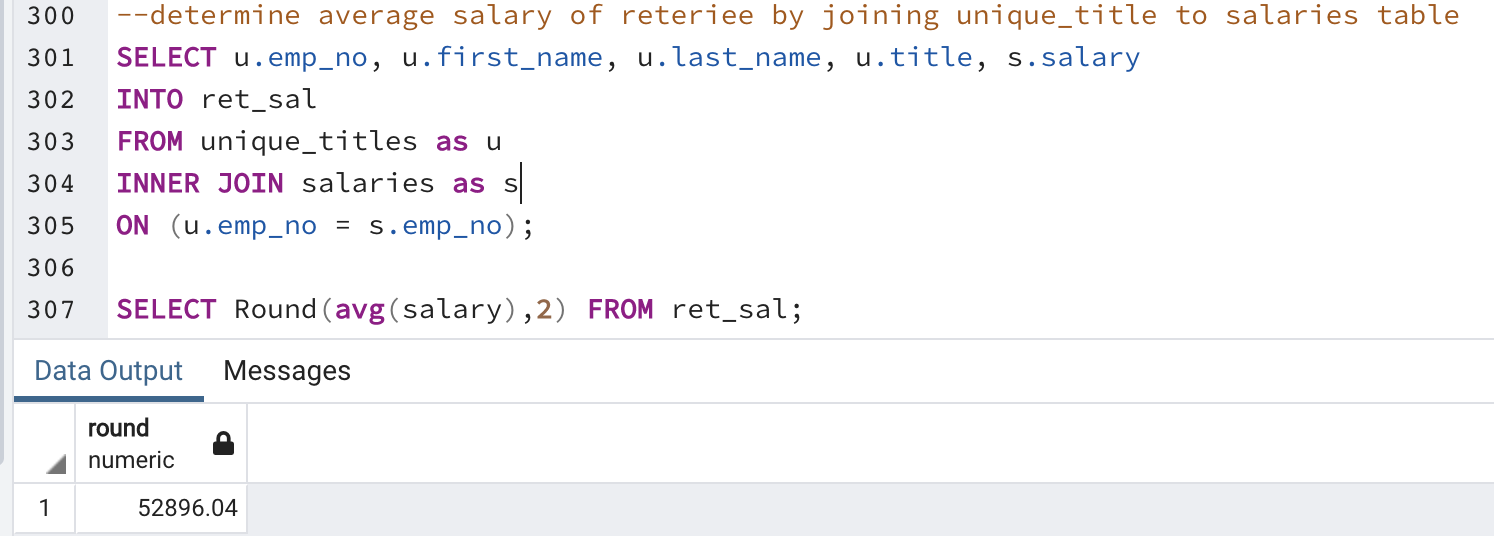 300 --determine average salary of reteriee by joining unique_title to salaries table
301 SELECT u.emp_no, u.first_name, u.last_name, u.title, s.salary
302 INTO ret_sal
303 FROM unique_titles as u
304 INNER JOIN salaries as s
305 ON (u.emp_no = s.emp_no);
306
307 SELECT Round(avg(salary),2) FROM ret_sal;
Data Output Messages
round
numeric
1 52896.04